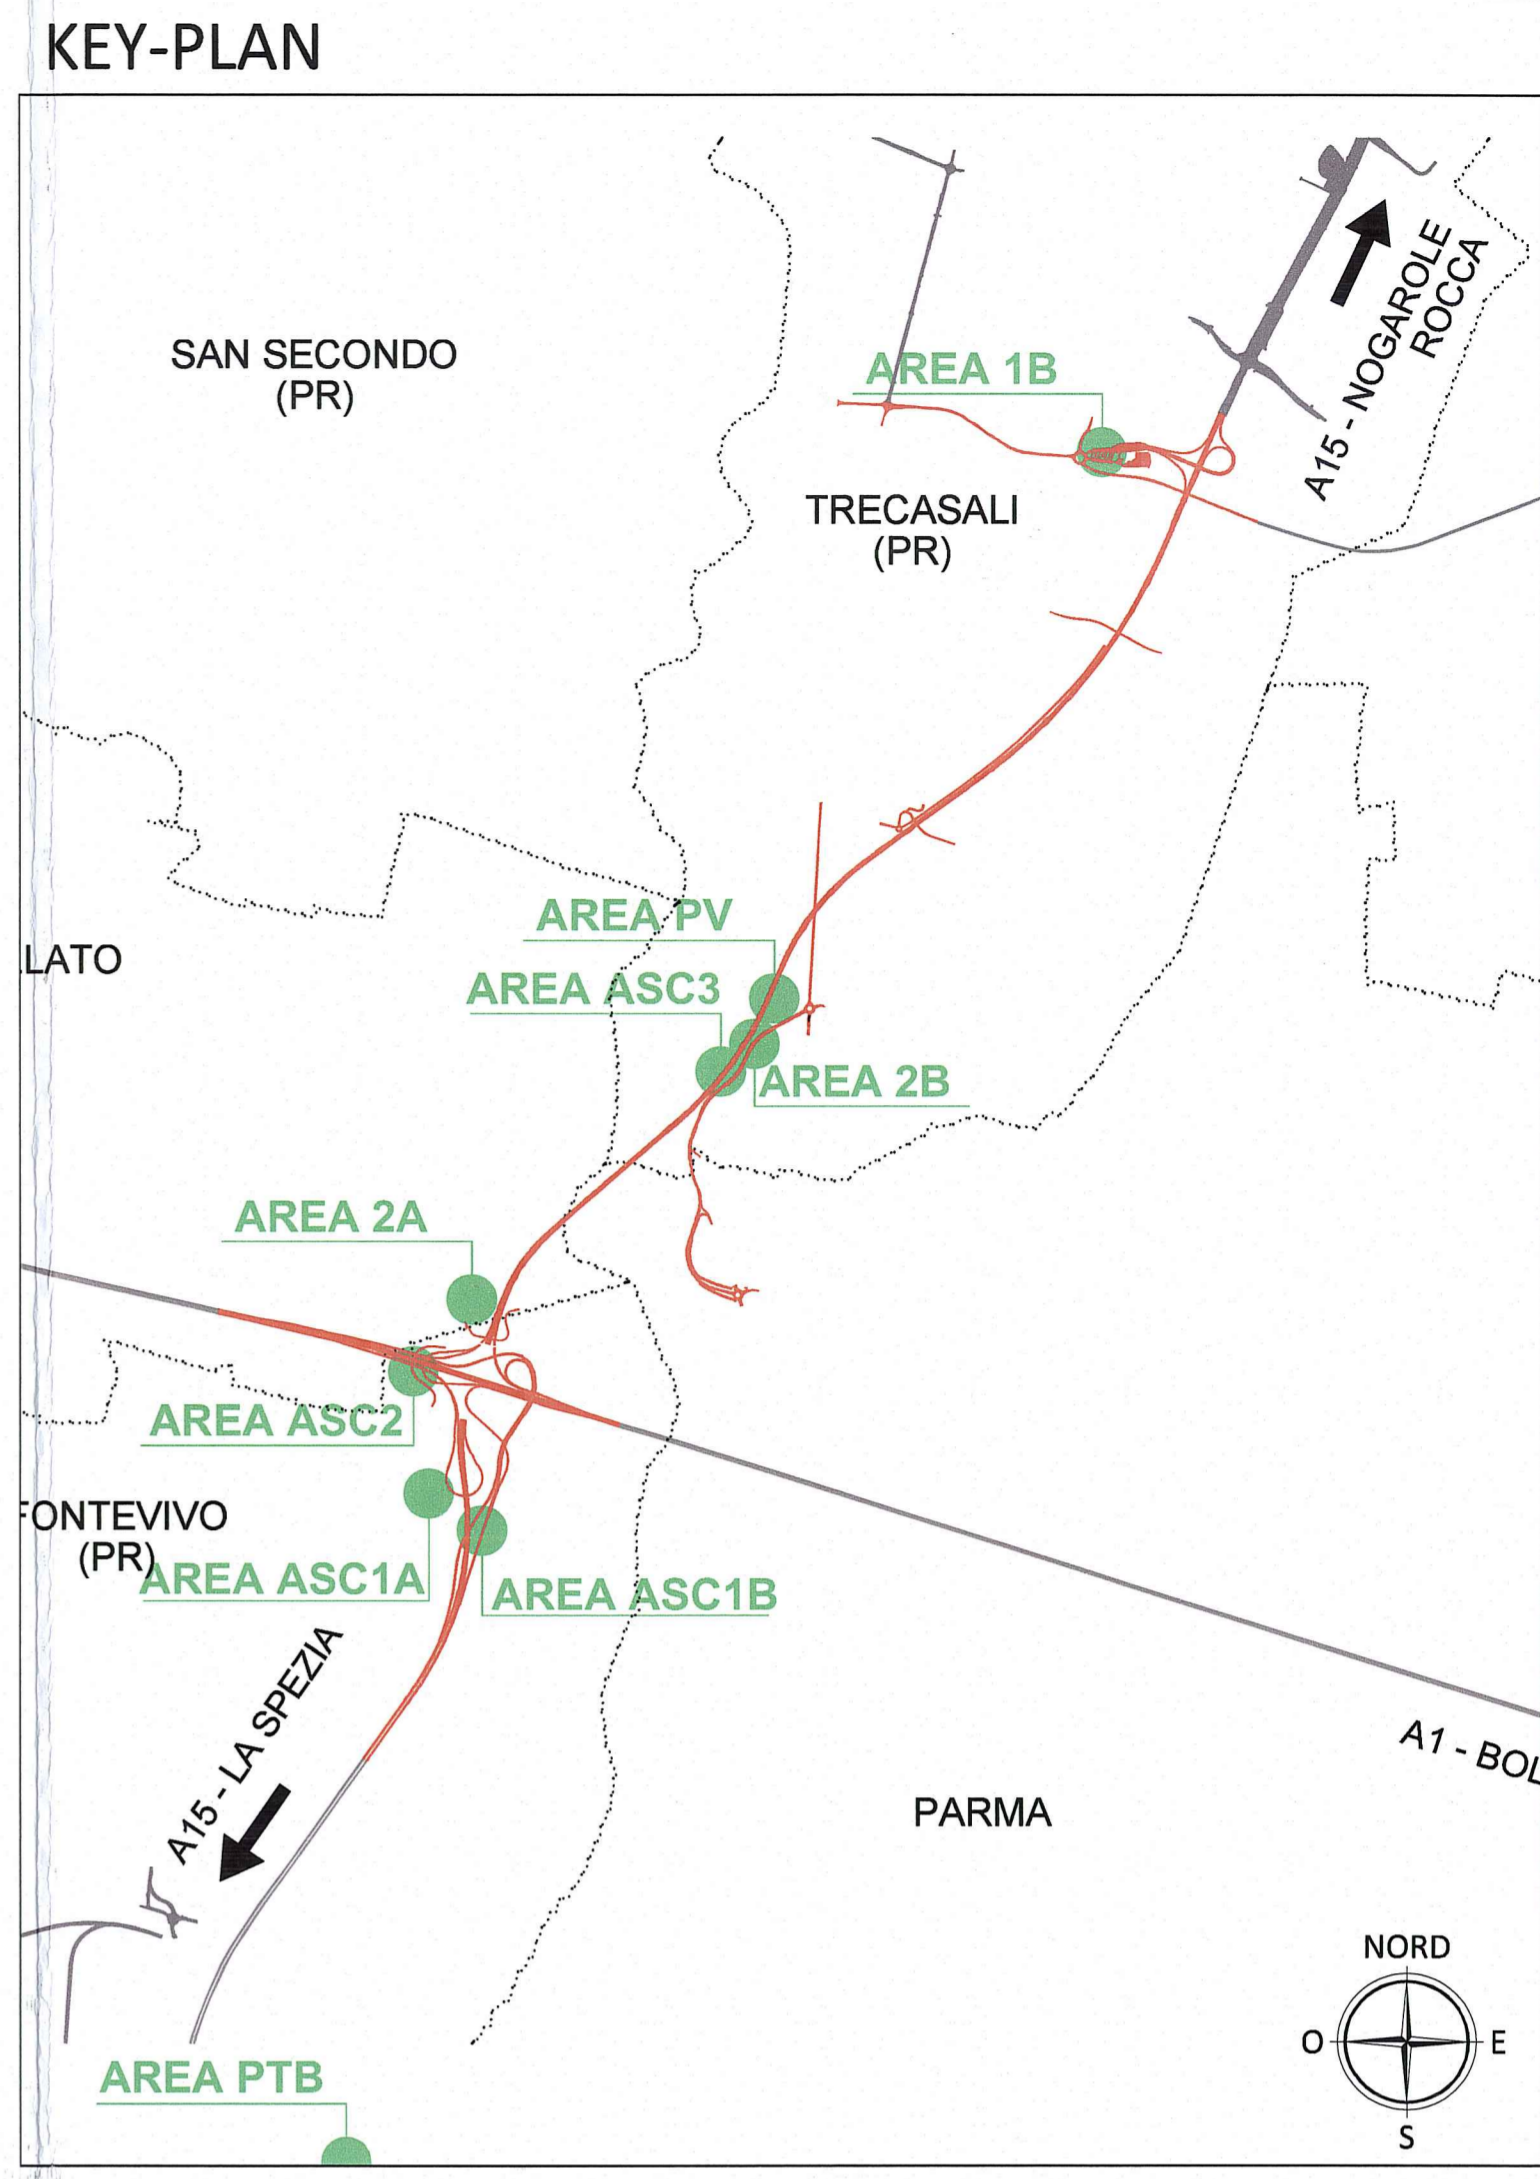 KEY-PLAN
A15 - NOGAROLE
ROCCA
SAN SECONDO
(PR)
AREA 1B
TRECASALI
(PR)
AREA PV
LATO
AREA ASC3
AREA 2B
AREA 2A
AREA ASC2
FONTEVIVO
(PR)
AREA ASC1A
AREA ASC1B
A15 - LA SPEZIA
A1 - BOL
PARMA
NORD
O
E
S
AREA PTB